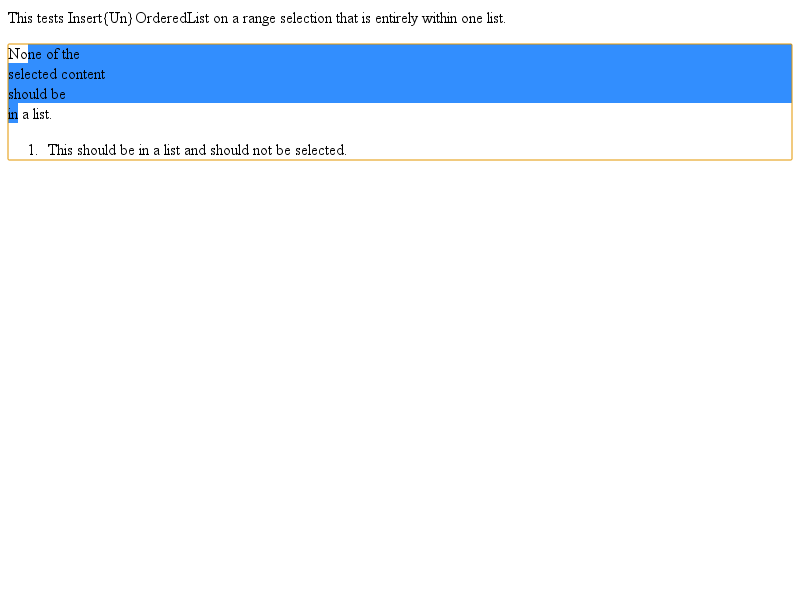 This tests Insert{Un}OrderedList on a range selection that is entirely within one list.
None of the
selected content
should be
in a list.
1. This should be in a list and should not be selected.